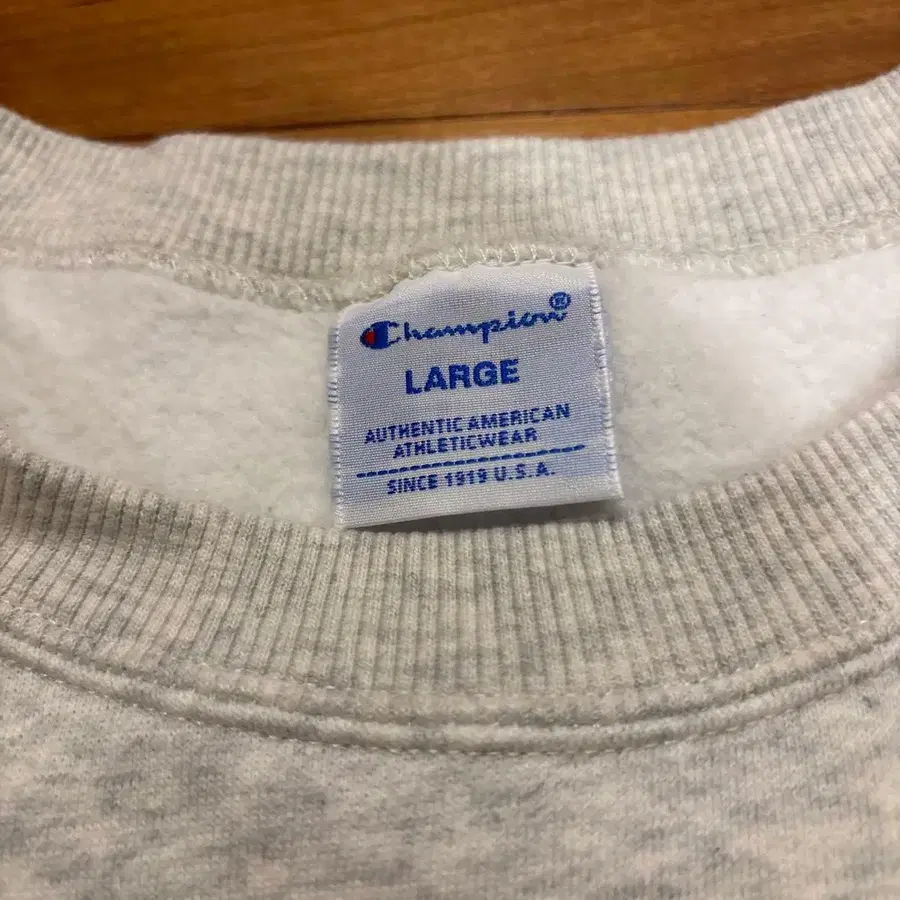 Champion®
LARGE
AUTHENTIC AMERICAN
ATHLETICWEAR
SINCE 1919 U.S.A.